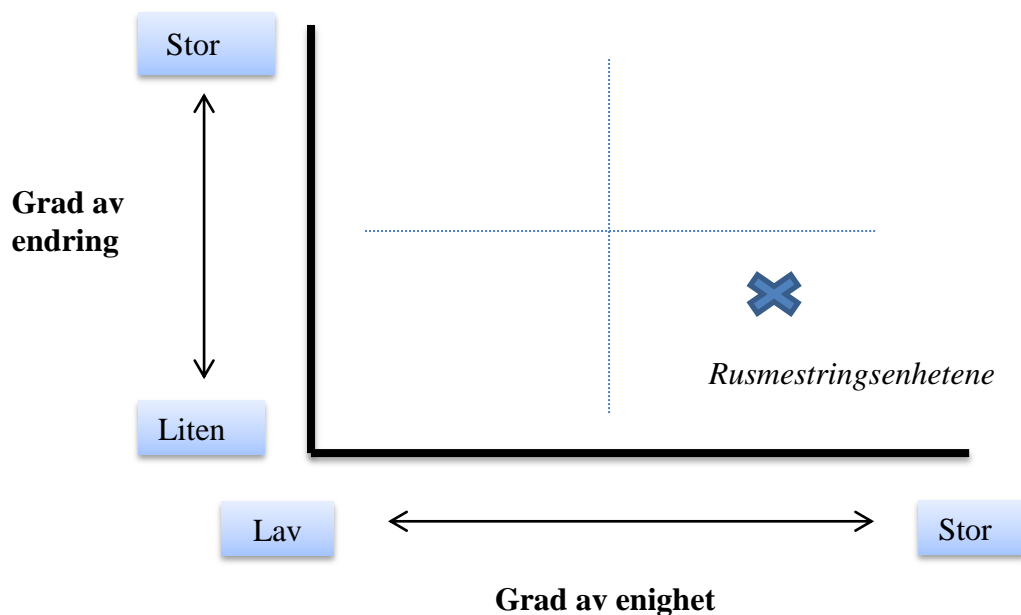 Stor
Grad av
endring
Rusmestringsenhetene
Liten
Lav
Stor
Grad av enighet